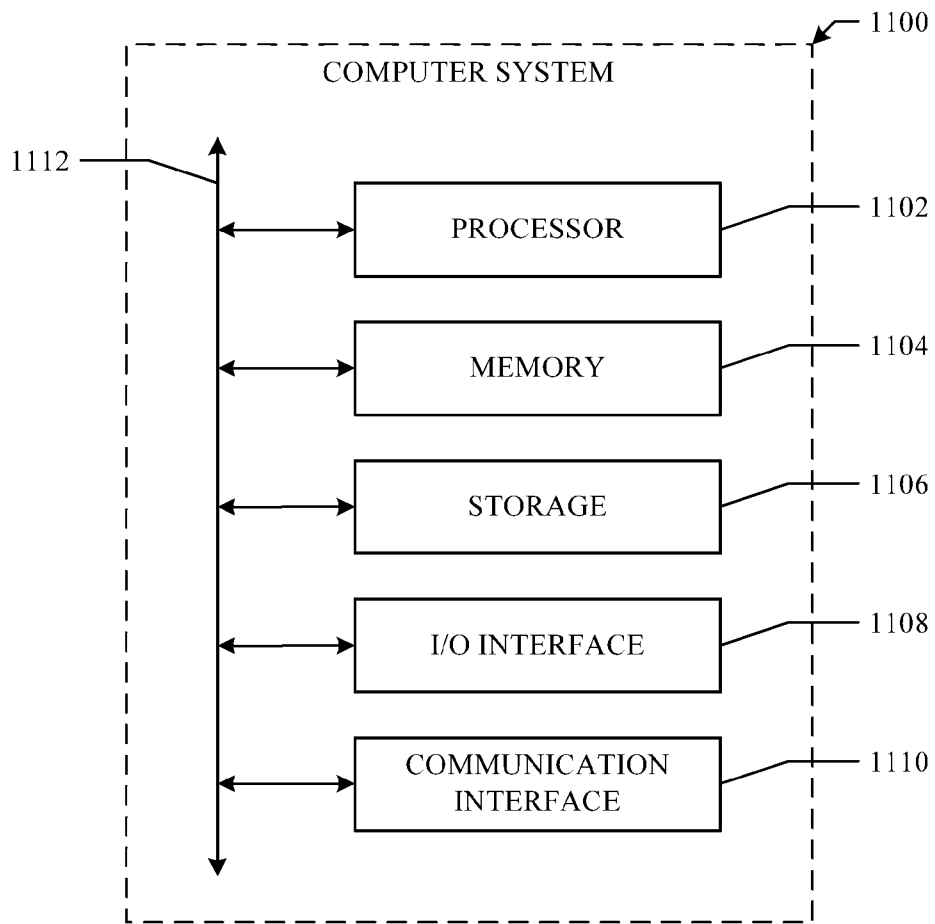 1100
COMPUTER SYSTEM
1112
PROCESSOR
1102
MEMORY
1104
STORAGE
1106
I/O INTERFACE
1108
COMMUNICATION
INTERFACE
1110